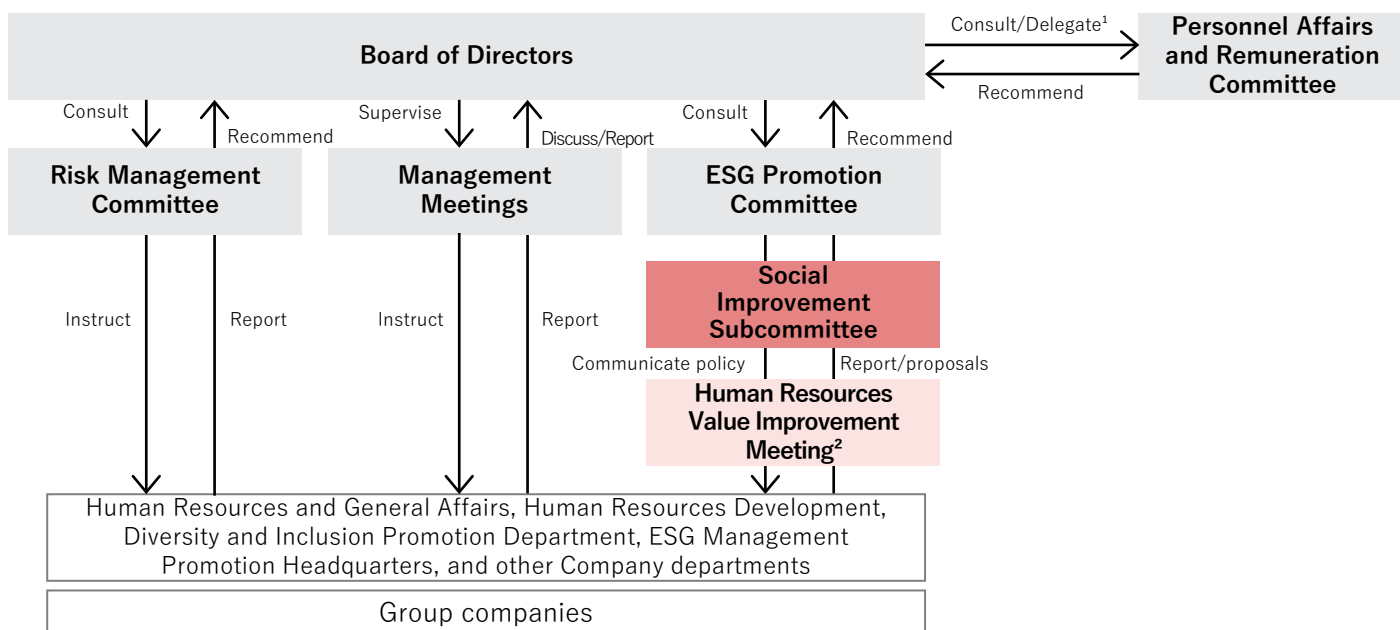 Board of Directors
Consult/Delegate¹
Recommend
Personnel Affairs
and Remuneration
Committee
Consult
Recommend
Supervise
Discuss/Report
Consult
Recommend
Risk Management
Committee
Management
Meetings
ESG Promotion
Committee
Instruct
Report
Instruct
Report
Social
Improvement
Subcommittee
Communicate policy
Report/proposals
Human Resources
Value Improvement
Meeting²
Human Resources and General Affairs, Human Resources Development,
Diversity and Inclusion Promotion Department, ESG Management
Promotion Headquarters, and other Company departments
Group companies